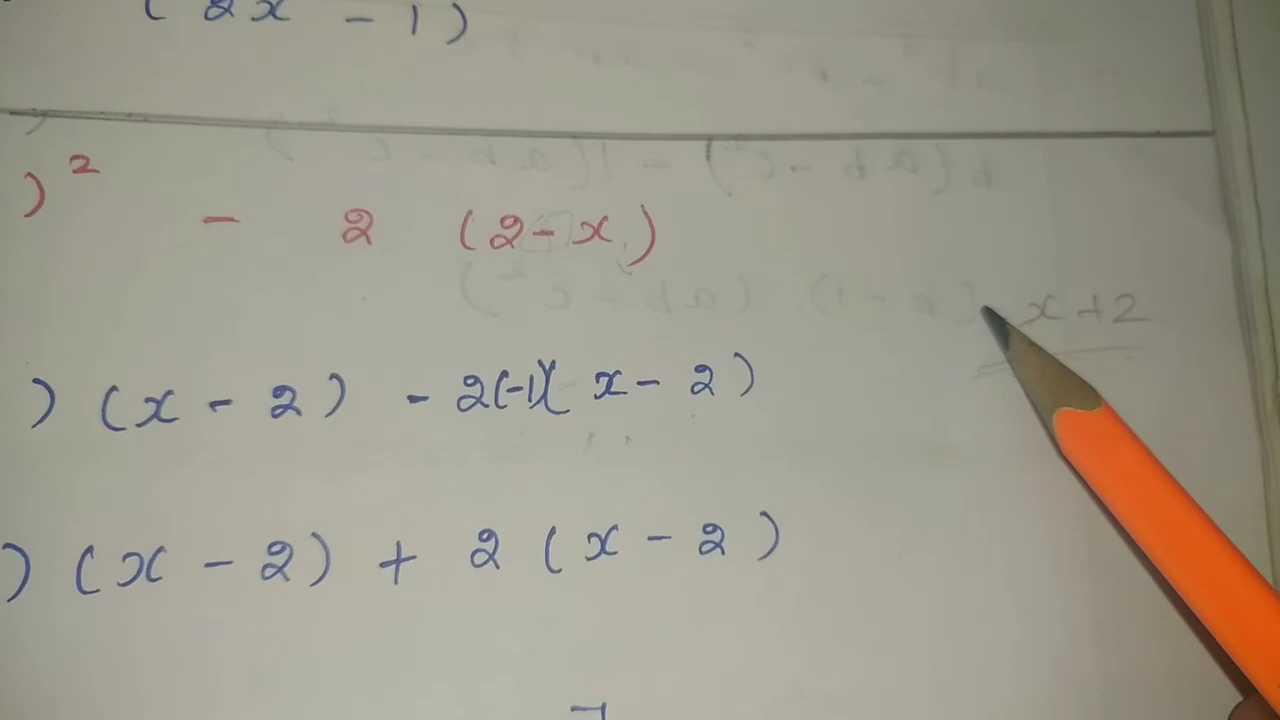 ( 2x - 1)
)² - 2 (2-x)
x+2
) (x - 2) - 2(-1)( x - 2)
) (x - 2) + 2 (x - 2)